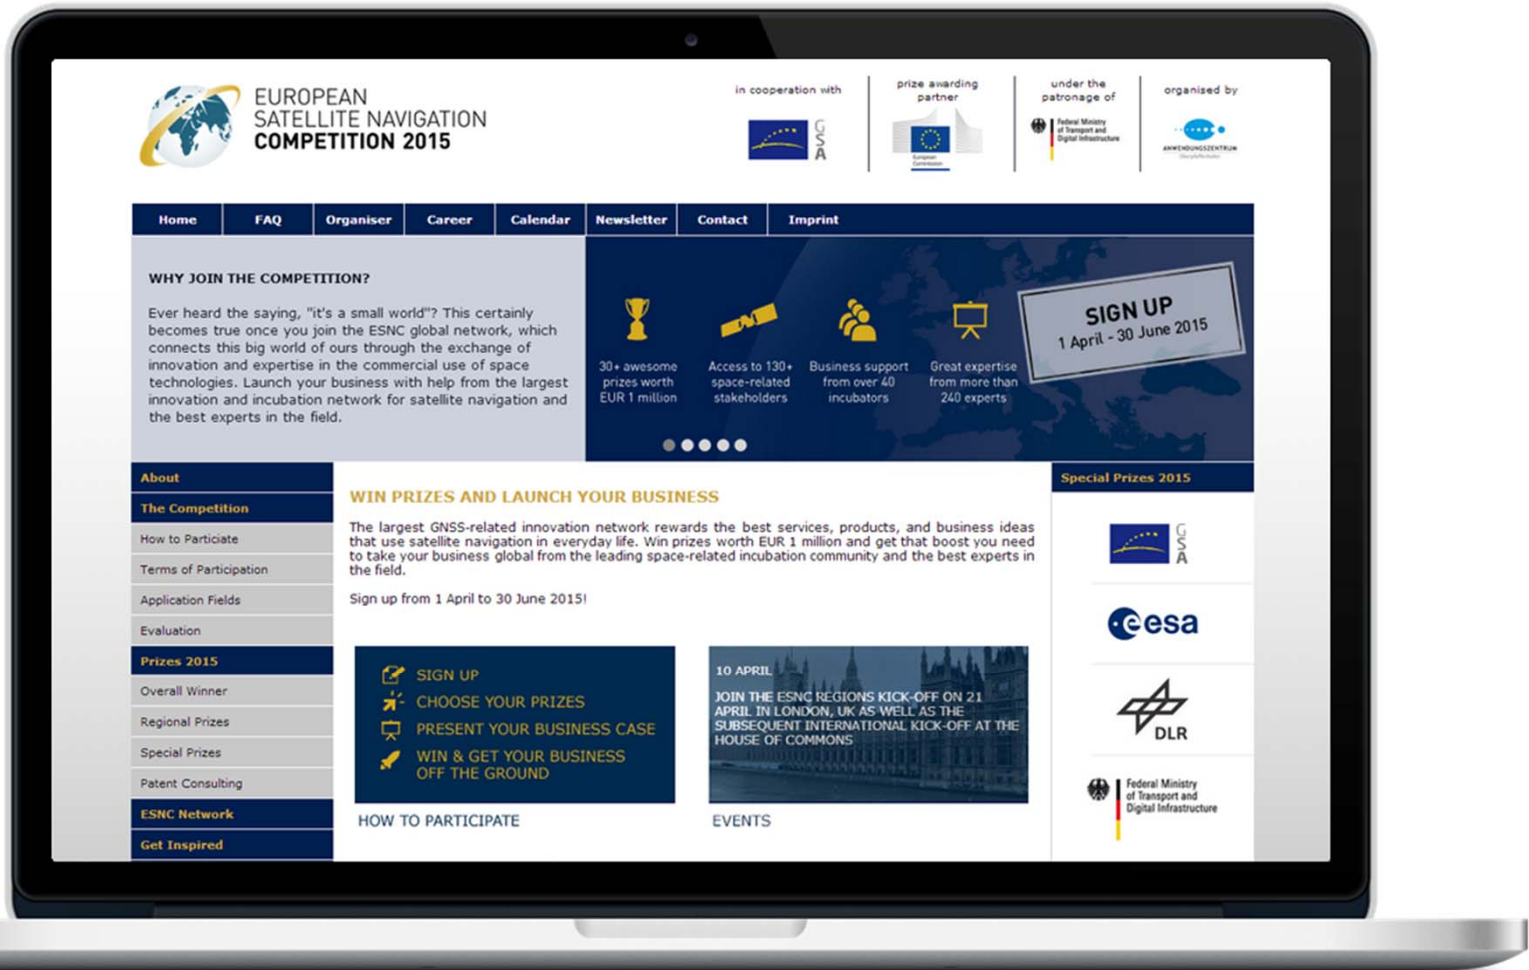 EUROPEAN
SATELLITE NAVIGATION
COMPETITION 2015
in cooperation with
GSA
prize awarding
partner
European
Commission
under the
patronage of
Federal Ministry
of Transport and
Digital Infrastructure
organised by
ANWENDUNGSZENTRUM
Home
FAQ
Organiser
Career
Calendar
Newsletter
Contact
Imprint
WHY JOIN THE COMPETITION?
Ever heard the saying, "it's a small world"? This certainly
becomes true once you join the ESNC global network, which
connects this big world of ours through the exchange of
innovation and expertise in the commercial use of space
technologies. Launch your business with help from the largest
innovation and incubation network for satellite navigation and
the best experts in the field.
30+ awesome
prizes worth
EUR 1 million
Access to 130+
space-related
stakeholders
Business support
from over 40
incubators
Great expertise
from more than
240 experts
SIGN UP
1 April - 30 June 2015
About
The Competition
How to Particiate
Terms of Participation
Application Fields
Evaluation
Prizes 2015
Overall Winner
Regional Prizes
Special Prizes
Patent Consulting
ESNC Network
Get Inspired
WIN PRIZES AND LAUNCH YOUR BUSINESS
The largest GNSS-related innovation network rewards the best services, products, and business ideas
that use satellite navigation in everyday life. Win prizes worth EUR 1 million and get that boost you need
to take your business global from the leading space-related incubation community and the best experts in
the field.
Sign up from 1 April to 30 June 2015!
SIGN UP
CHOOSE YOUR PRIZES
PRESENT YOUR BUSINESS CASE
WIN & GET YOUR BUSINESS
OFF THE GROUND
HOW TO PARTICIPATE
10 APRIL
JOIN THE ESNC REGIONS KICK-OFF ON 21
APRIL IN LONDON, UK AS WELL AS THE
SUBSEQUENT INTERNATIONAL KICK-OFF AT THE
HOUSE OF COMMONS
EVENTS
Special Prizes 2015
GSA
esa
DLR
Federal Ministry
of Transport and
Digital Infrastructure